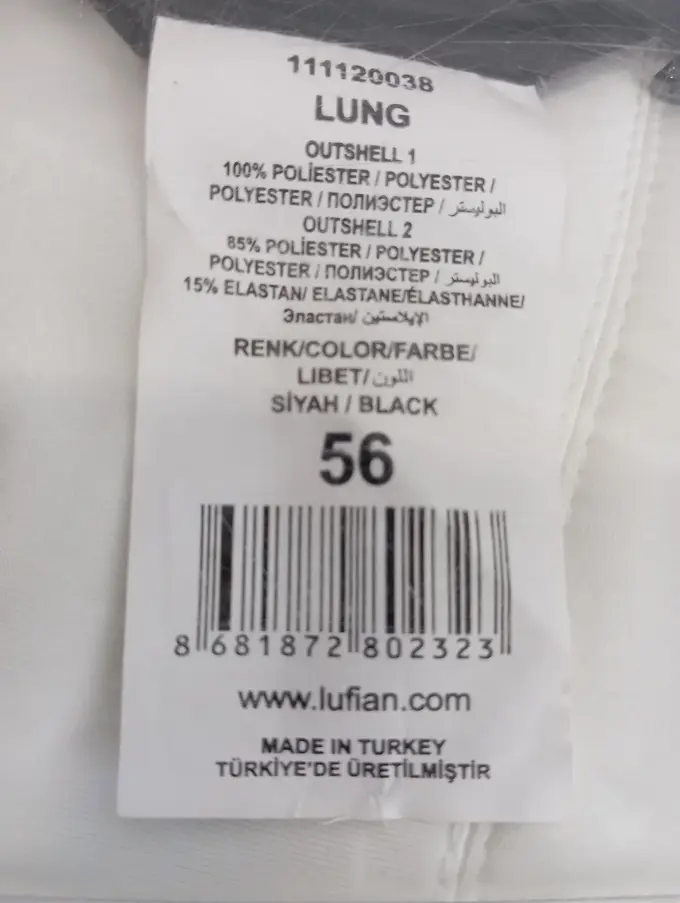 111120038
LUNG
OUTSHELL 1
100% POLİESTER / POLYESTER /
POLYESTER / ПОЛИЭСТЕР / البوليستر
OUTSHELL 2
85% POLİESTER / POLYESTER /
POLYESTER / ПОЛИЭСТЕР / البوليستر
15% ELASTAN/ ELASTANE/ÉLASTHANNE/
Эластан/ الإيلاستين
RENK/COLOR/FARBE/
LIBET/اللون
SİYAH / BLACK
56
8 681872 802323
www.lufian.com
MADE IN TURKEY
TÜRKİYE'DE ÜRETİLMİŞTİR